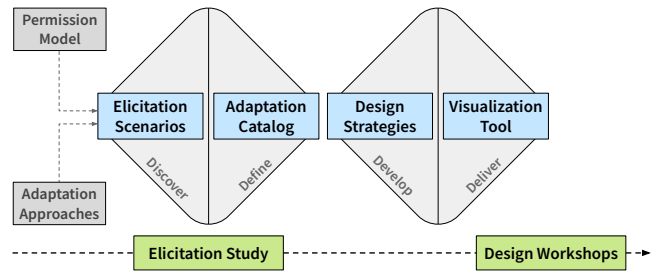 Permission
Model
Elicitation
Scenarios
Adaptation
Catalog
Design
Strategies
Visualization
Tool
Discover
Define
Develop
Deliver
Adaptation
Approaches
Elicitation Study
Design Workshops